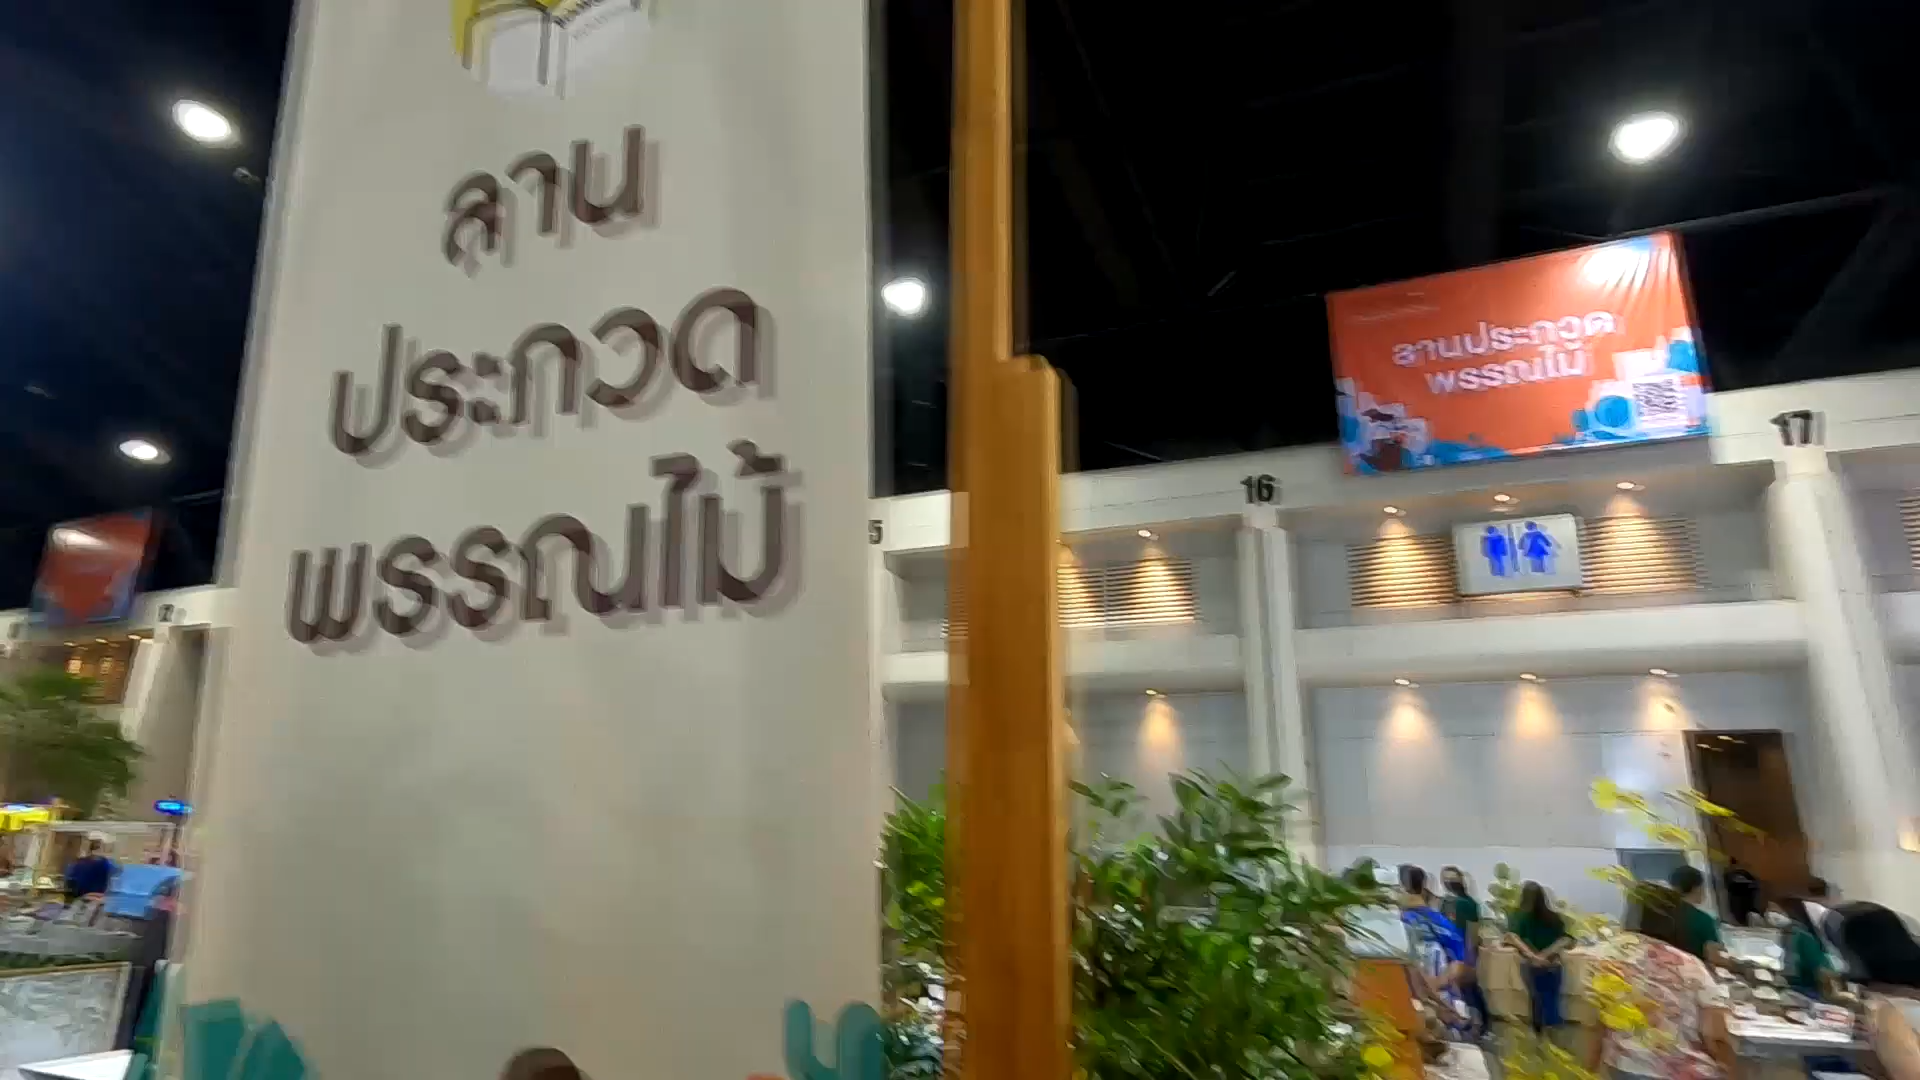 ลาน
ประกวด
พรรณไม้
ลานประกวด
พรรณไม้
5
16
17